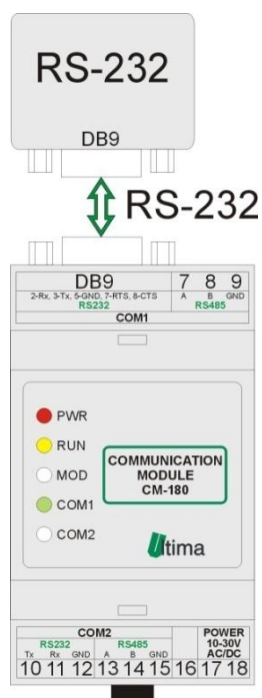 RS-232
DB9
RS-232
DB9 7 8 9
2-Rx, 3-Tx, 5-GND, 7-RTS, 8-CTS A B GND
RS232 RS485
COM1
PWR
RUN
MOD
COM1
COM2
COMMUNICATION
MODULE
CM-180
Ultima
COM2 POWER
RS232 RS485 10-30V
Tx Rx GND A B GND AC/DC
10 11 12 13 14 15 16 17 18